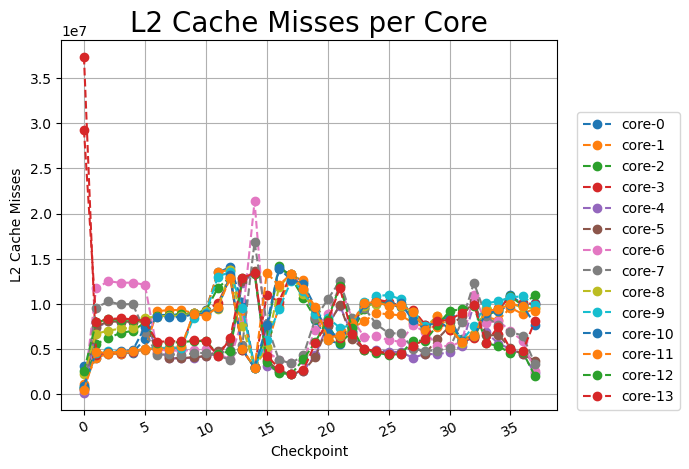 L2 Cache Misses per Core
1e7
3.5
3.0
2.5
2.0
1.5
1.0
0.5
0.0
L2 Cache Misses
0
5
10
15
20
25
30
35
Checkpoint
core-0
core-1
core-2
core-3
core-4
core-5
core-6
core-7
core-8
core-9
core-10
core-11
core-12
core-13